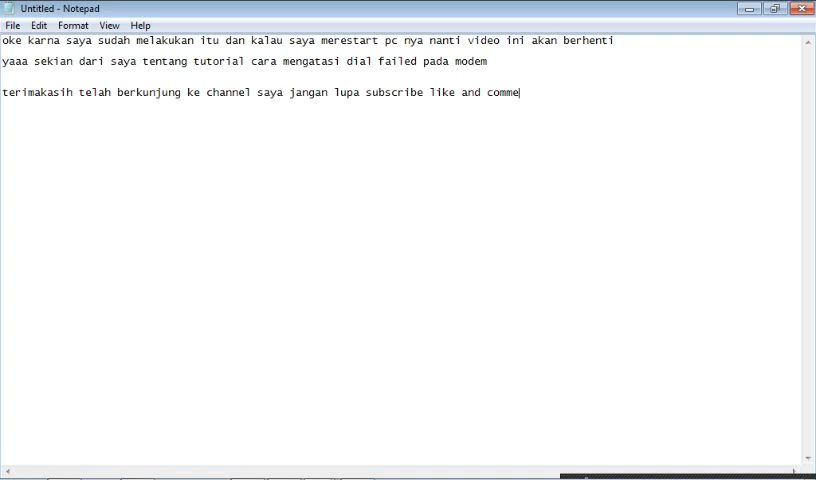 Untitled - Notepad
File Edit Format View Help
oke karna saya sudah melakukan itu dan kalau saya merestart pc nya nanti video ini akan berhenti
yaaa sekian dari saya tentang tutorial cara mengatasi dial failed pada modem
terimakasih telah berkunjung ke channel saya jangan lupa subscribe like and comme